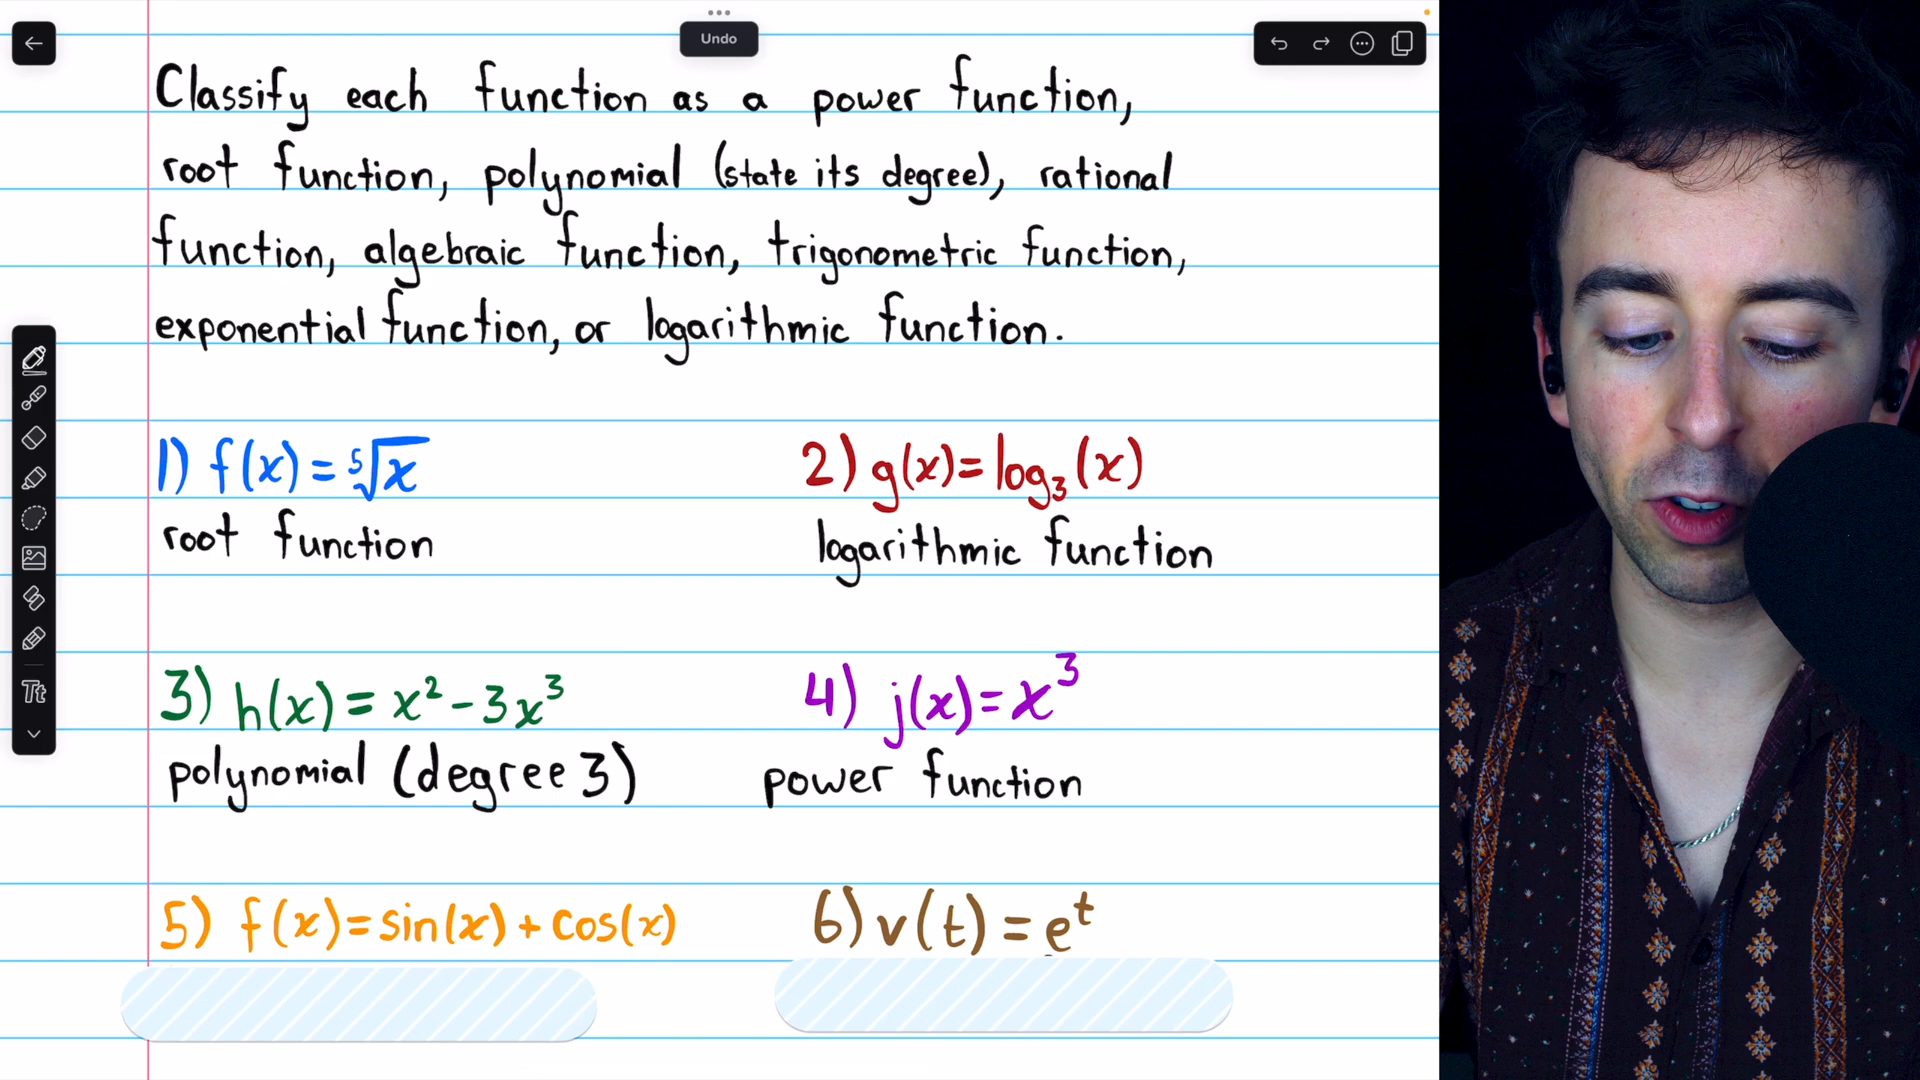 Undo
Classify each function as a power function,
root function, polynomial (state its degree), rational
function, algebraic function, trigonometric function,
exponential function, or logarithmic function.
1) f(x) = ⁵√x
2) g(x) = log₃(x)
root function
logarithmic function
3) h(x) = x² - 3x³
4) j(x) = x³
polynomial (degree 3)
power function
5) f(x) = sin(x) + cos(x)
6) v(t) = eᵗ
Tt